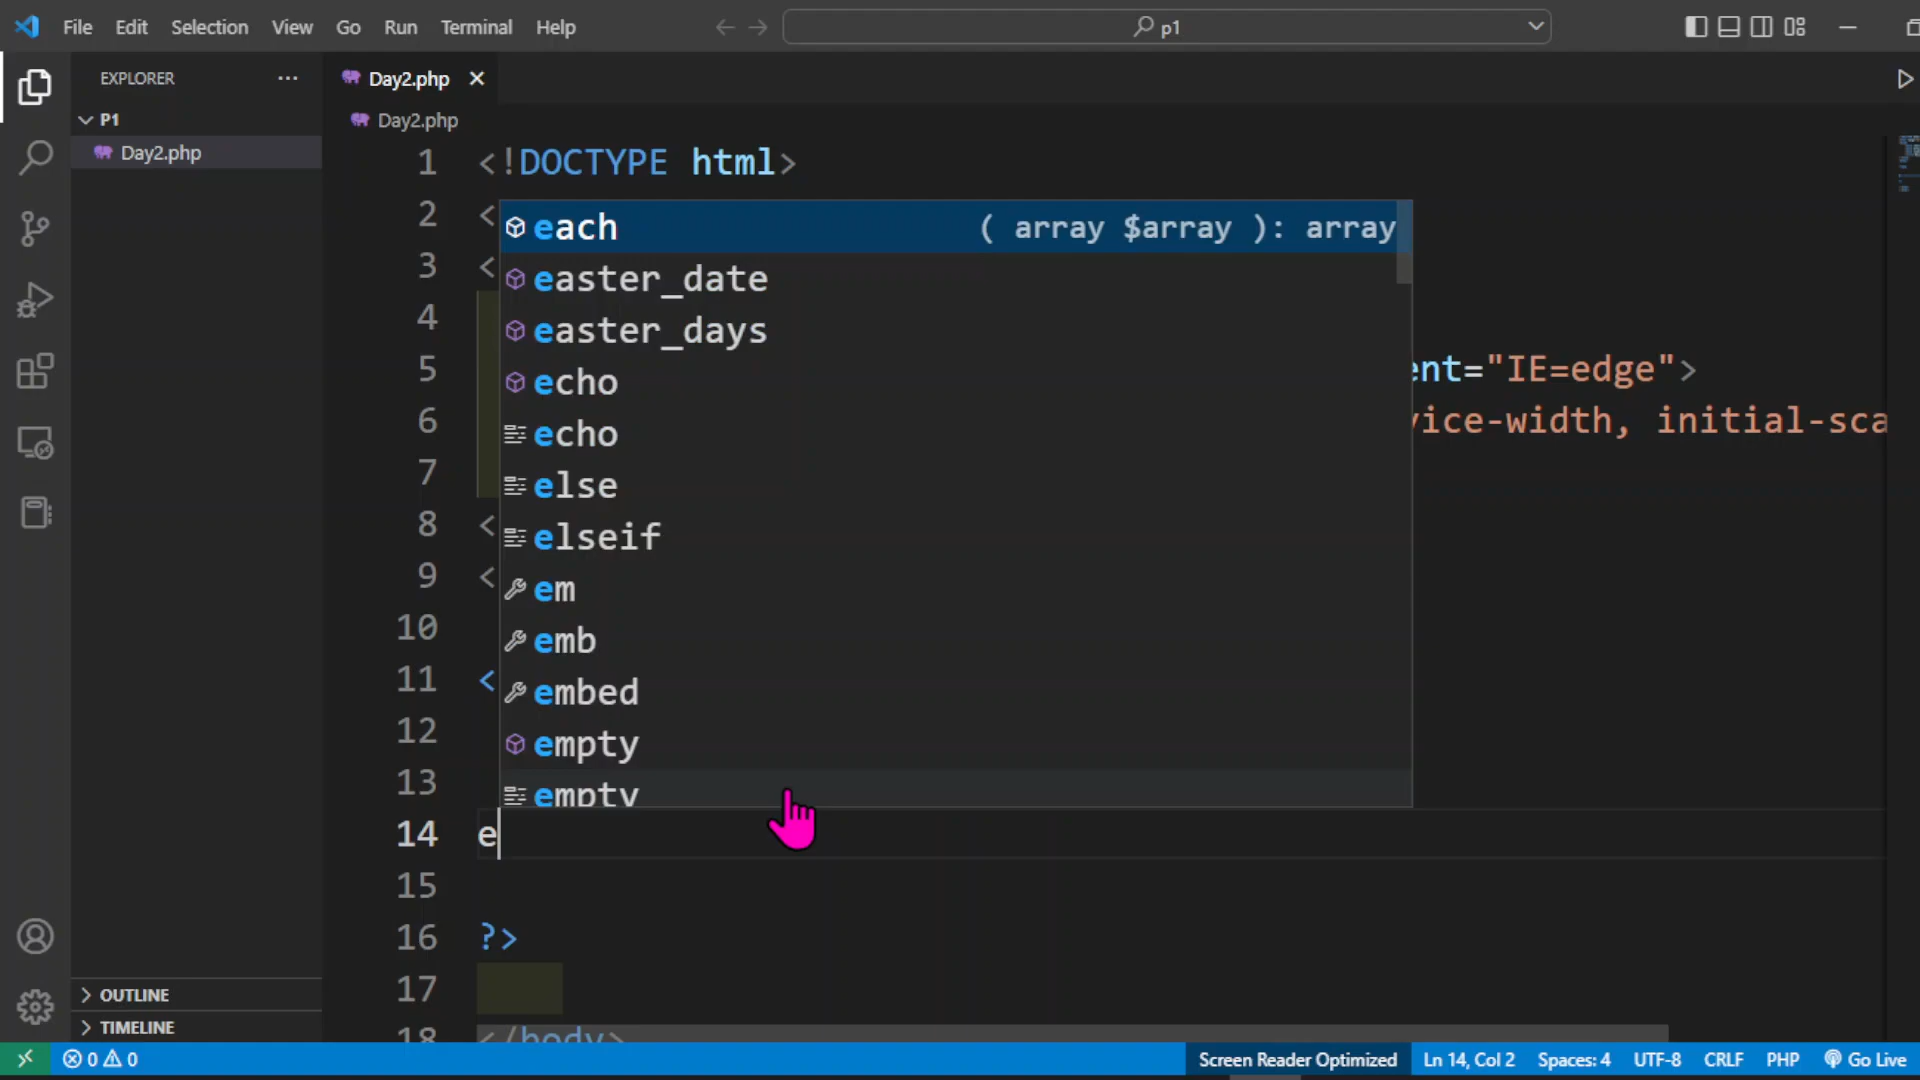 File Edit Selection View Go Run Terminal Help
p1
EXPLORER
Day2.php
P1
Day2.php
Day2.php
1 <!DOCTYPE html>
2 <
each ( array $array ): array
3 <
easter_date
4
easter_days
5 ent="IE=edge">
echo
6 vice-width, initial-sca
echo
7
else
8 <
elseif
9 <
em
10
emb
11 <
embed
12
empty
13
empty
14 e
15
16 ?>
17
18 </body>
OUTLINE
TIMELINE
0 0 Screen Reader Optimized Ln 14, Col 2 Spaces: 4 UTF-8 CRLF PHP Go Live